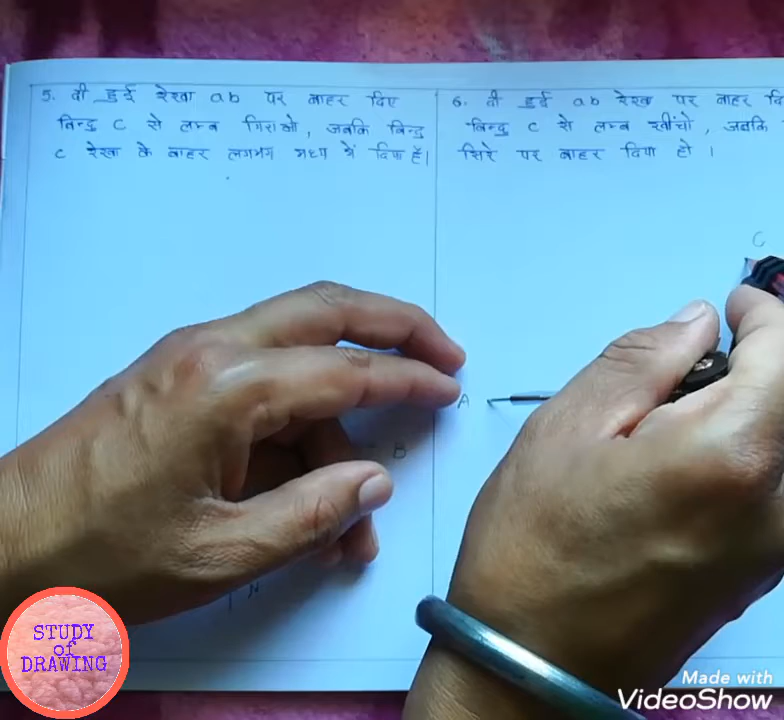 5. दी हुई रेखा ab पर बाहर दिए
बिन्दु C से लम्ब गिराओ, जबकि बिन्दु
C रेखा के बाहर लगभग मध्य में दिया है।
6. दी हुई ab रेखा पर बाहर दि
बिन्दु C से लम्ब खींचो, जबकि
सिरे पर बाहर दिया हो ।
C
A
B
STUDY
of
DRAWING
Made with
VideoShow